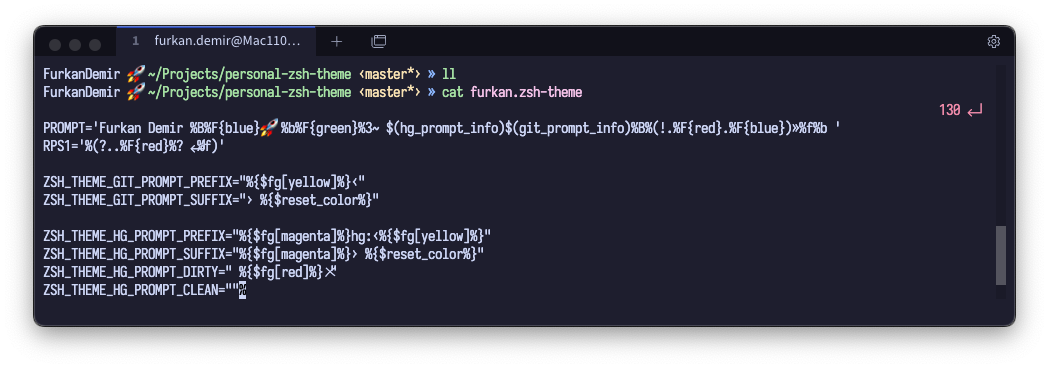 1 furkan.demir@Mac110...
FurkanDemir 🚀 ~/Projects/personal-zsh-theme ‹master*› » ll
FurkanDemir 🚀 ~/Projects/personal-zsh-theme ‹master*› » cat furkan.zsh-theme
130 ↵
PROMPT='Furkan Demir %B%F{blue}🚀 %b%F{green}%3~ $(hg_prompt_info)$(git_prompt_info)%B%(!.%F{red}.%F{blue})»%f%b '
RPS1='%(?..%F{red}%? ↵%f)'
ZSH_THEME_GIT_PROMPT_PREFIX="%{$fg[yellow]%}‹"
ZSH_THEME_GIT_PROMPT_SUFFIX="› %{$reset_color%}"
ZSH_THEME_HG_PROMPT_PREFIX="%{$fg[magenta]%}hg:‹%{$fg[yellow]%}"
ZSH_THEME_HG_PROMPT_SUFFIX="%{$fg[magenta]%}› %{$reset_color%}"
ZSH_THEME_HG_PROMPT_DIRTY=" %{$fg[red]%}✗"
ZSH_THEME_HG_PROMPT_CLEAN=""%